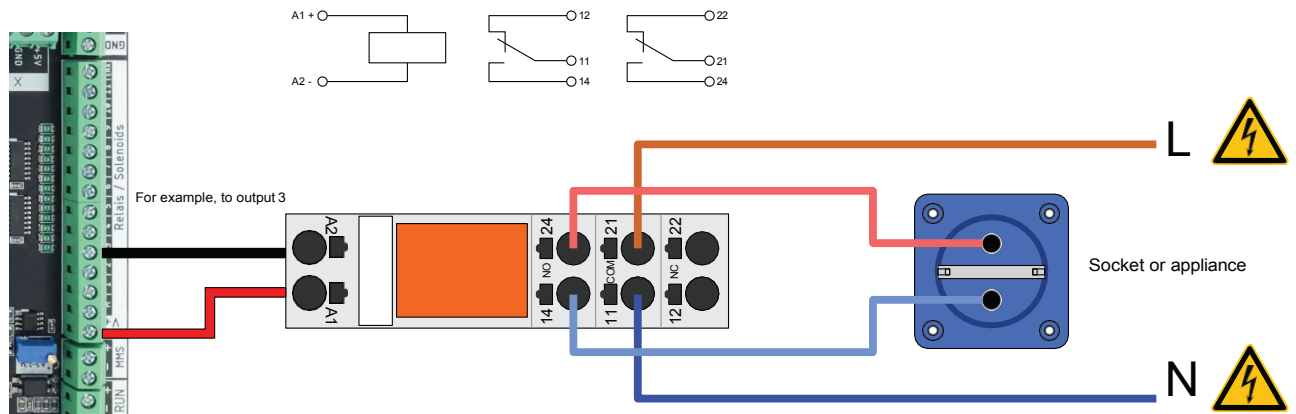 A1 +
A2 -
12
11
14
22
21
24
GND
+5V
GND
X
Relais / Solenoids
V+
MMS
+
RUN
+
-
For example, to output 3
A2
A1
24
NO
14
21
COM
11
22
NC
12
L
N
Socket or appliance